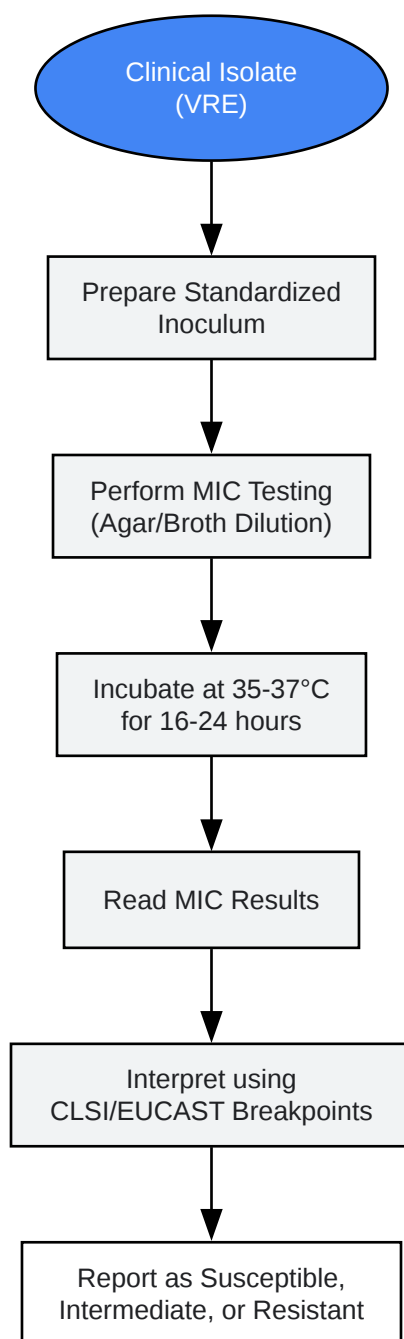 Clinical Isolate
(VRE)
Prepare Standardized
Inoculum
Perform MIC Testing
(Agar/Broth Dilution)
Incubate at 35-37°C
for 16-24 hours
Read MIC Results
Interpret using
CLSI/EUCAST Breakpoints
Report as Susceptible,
Intermediate, or Resistant